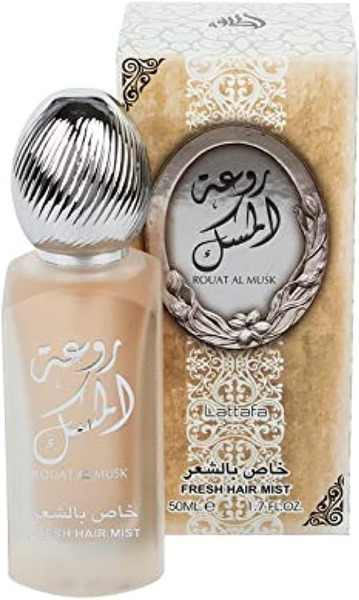 روعة
المسك
ROUAT AL MUSK
Lattafa
خاص بالشعر
FRESH HAIR MIST
50ML e 1.7 FL.OZ.
روعة
المسك
ROUAT AL MUSK
خاص بالشعر
FRESH HAIR MIST